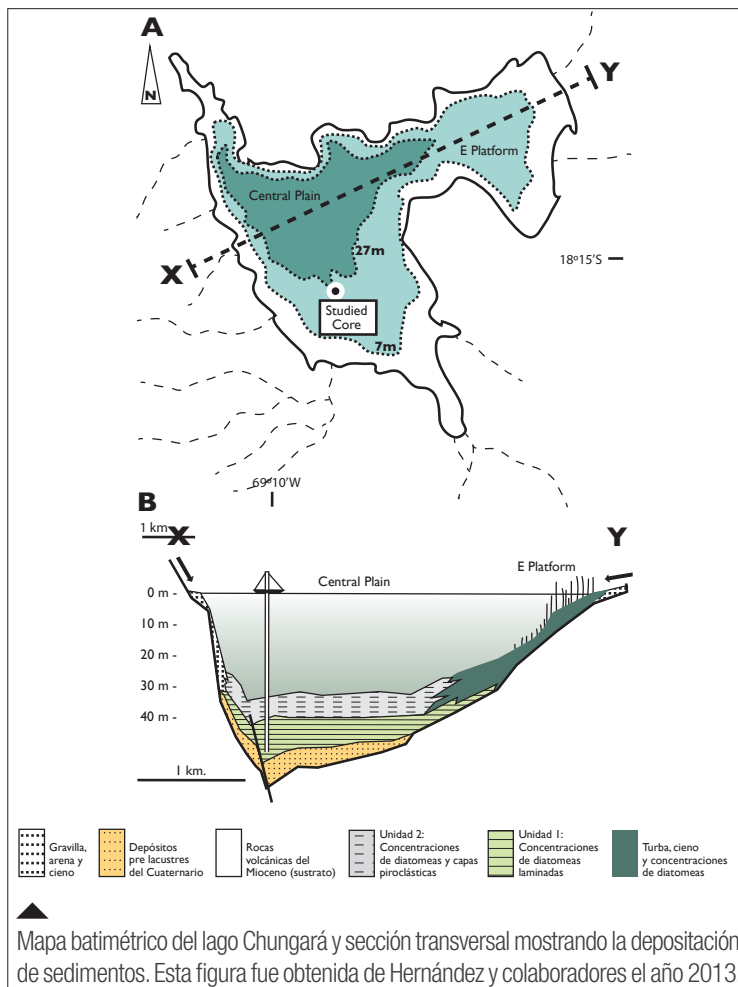 A
N
Y
E Platform
Central Plain
27m
18º15'S
X
Studied
Core
7m
69º10'W
B
1 km
X
Y
Central Plain
E Platform
0 m -
10 m -
20 m -
30 m -
40 m -
1 km.
Gravilla,
arena y
cieno
Depósitos
pre lacustres
del Cuaternario
Rocas
volcánicas del
Mioceno (sustrato)
Unidad 2:
Concentraciones
de diatomeas y capas
piroclásticas
Unidad 1:
Concentraciones
de diatomeas
laminadas
Turba, cieno
y concentraciones
de diatomeas
Mapa batimétrico del lago Chungará y sección transversal mostrando la depositación
de sedimentos. Esta figura fue obtenida de Hernández y colaboradores el año 2013